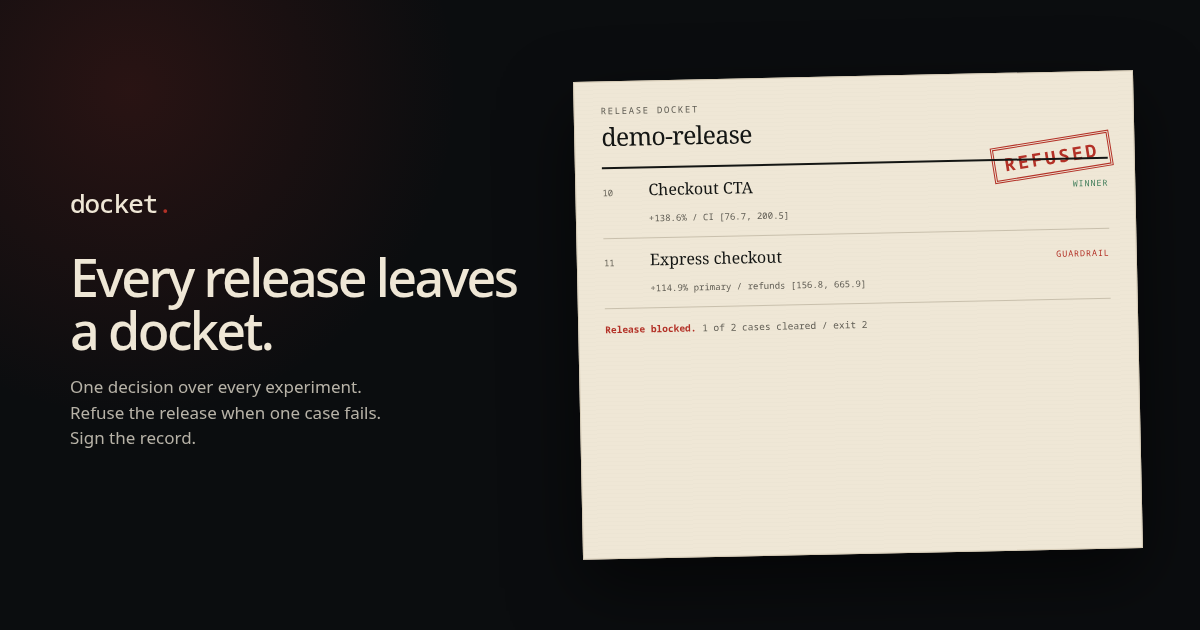 docket.
Every release leaves
a docket.
One decision over every experiment.
Refuse the release when one case fails.
Sign the record.
RELEASE DOCKET
demo-release
REFUSED
10 Checkout CTA WINNER
+138.6% / CI [76.7, 200.5]
11 Express checkout GUARDRAIL
+114.9% primary / refunds [156.8, 665.9]
Release blocked. 1 of 2 cases cleared / exit 2